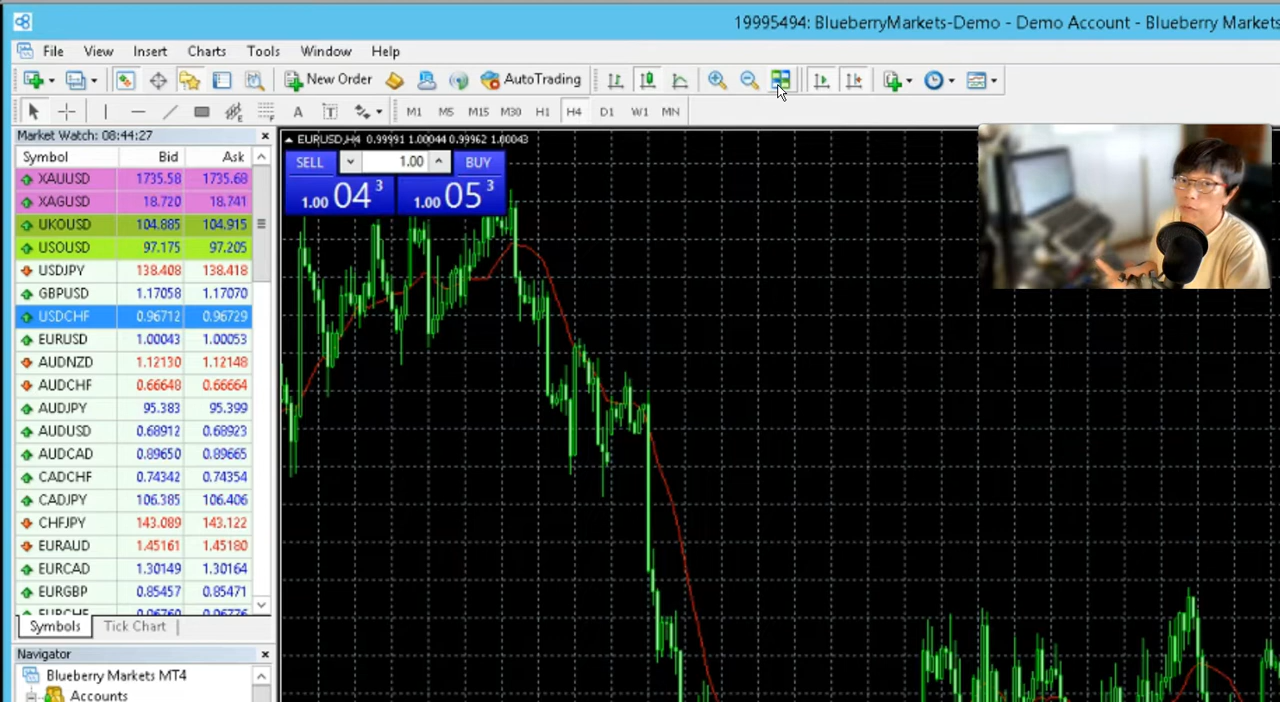 19995494: BlueberryMarkets-Demo - Demo Account - Blueberry Markets
File View Insert Charts Tools Window Help
New Order AutoTrading
A T M1 M5 M15 M30 H1 H4 D1 W1 MN
Market Watch: 08:44:27
Symbol Bid Ask
XAUUSD 1735.58 1735.68
XAGUSD 18.720 18.741
UKOUSD 104.885 104.915
USOUSD 97.175 97.205
USDJPY 138.408 138.418
GBPUSD 1.17058 1.17070
USDCHF 0.96712 0.96729
EURUSD 1.00043 1.00053
AUDNZD 1.12130 1.12148
AUDCHF 0.66648 0.66664
AUDJPY 95.383 95.399
AUDUSD 0.68912 0.68923
AUDCAD 0.89650 0.89665
CADCHF 0.74342 0.74354
CADJPY 106.385 106.406
CHFJPY 143.089 143.122
EURAUD 1.45161 1.45180
EURCAD 1.30149 1.30164
EURGBP 0.85457 0.85471
Symbols Tick Chart
Navigator
Blueberry Markets MT4
Accounts
EURUSD,H4 0.99991 1.00044 0.99962 1.00043
SELL 1.00 BUY
1.00 04 3 1.00 05 3